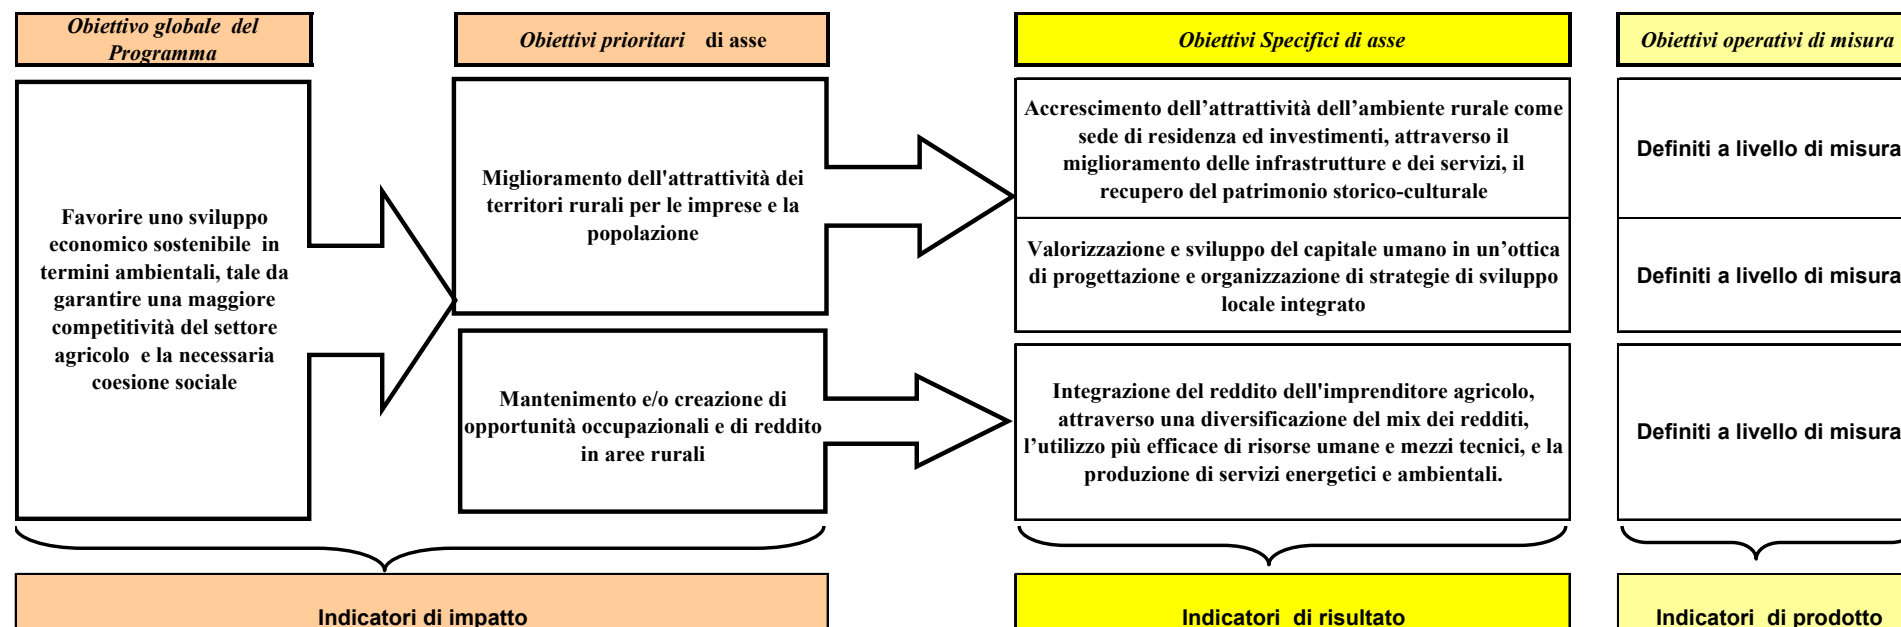 Obiettivo globale del
Programma
Obiettivi prioritari di asse
Obiettivi Specifici di asse
Obiettivi operativi di misura
Favorire uno sviluppo
economico sostenibile in
termini ambientali, tale da
garantire una maggiore
competitività del settore
agricolo e la necessaria
coesione sociale
Miglioramento dell'attrattività dei
territori rurali per le imprese e la
popolazione
Mantenimento e/o creazione di
opportunità occupazionali e di reddito
in aree rurali
Accrescimento dell’attrattività dell’ambiente rurale come
sede di residenza ed investimenti, attraverso il
miglioramento delle infrastrutture e dei servizi, il
recupero del patrimonio storico-culturale
Valorizzazione e sviluppo del capitale umano in un’ottica
di progettazione e organizzazione di strategie di sviluppo
locale integrato
Integrazione del reddito dell'imprenditore agricolo,
attraverso una diversificazione del mix dei redditi,
l’utilizzo più efficace di risorse umane e mezzi tecnici, e la
produzione di servizi energetici e ambientali.
Definiti a livello di misura
Definiti a livello di misura
Definiti a livello di misura
Indicatori di impatto
Indicatori di risultato
Indicatori di prodotto